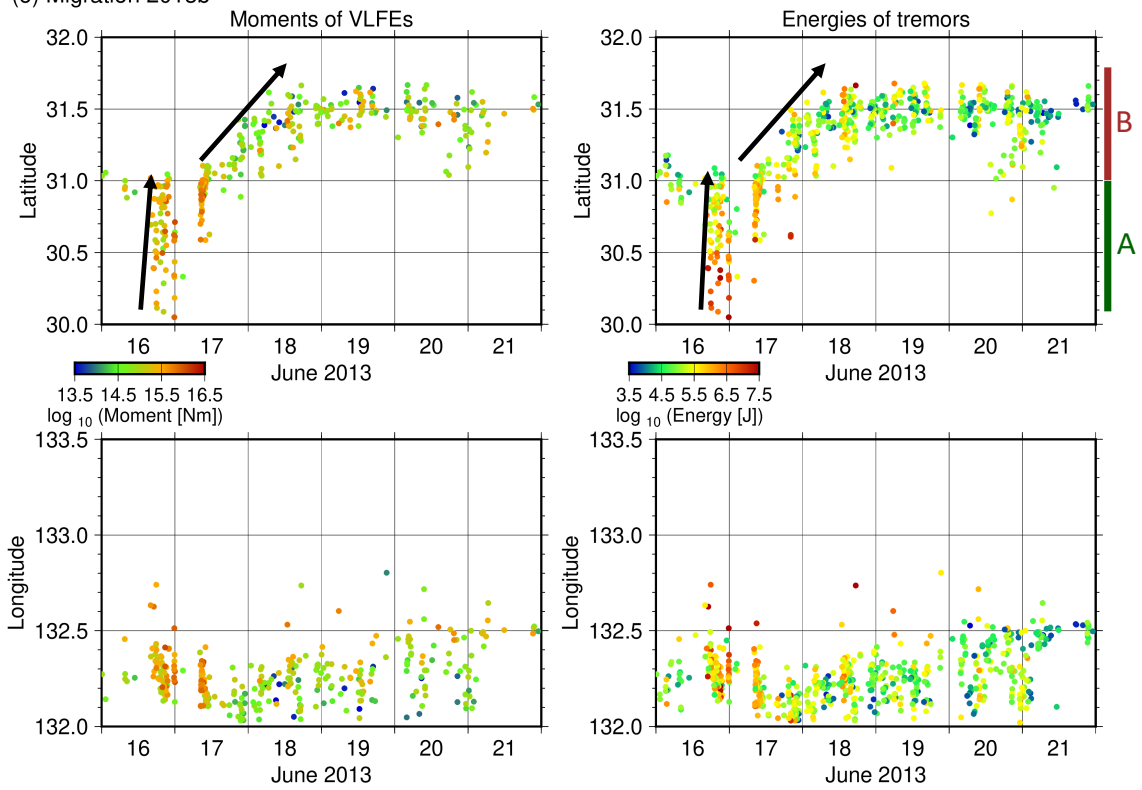 Moments of VLFEs
Energies of tremors
32.0
31.5
31.0
30.5
30.0
Latitude
16 17 18 19 20 21
June 2013
32.0
31.5
31.0
30.5
30.0
Latitude
16 17 18 19 20 21
June 2013
B
A
13.5 14.5 15.5 16.5
log 10 (Moment [Nm])
3.5 4.5 5.5 6.5 7.5
log 10 (Energy [J])
133.5
133.0
132.5
132.0
Longitude
16 17 18 19 20 21
June 2013
133.5
133.0
132.5
132.0
Longitude
16 17 18 19 20 21
June 2013